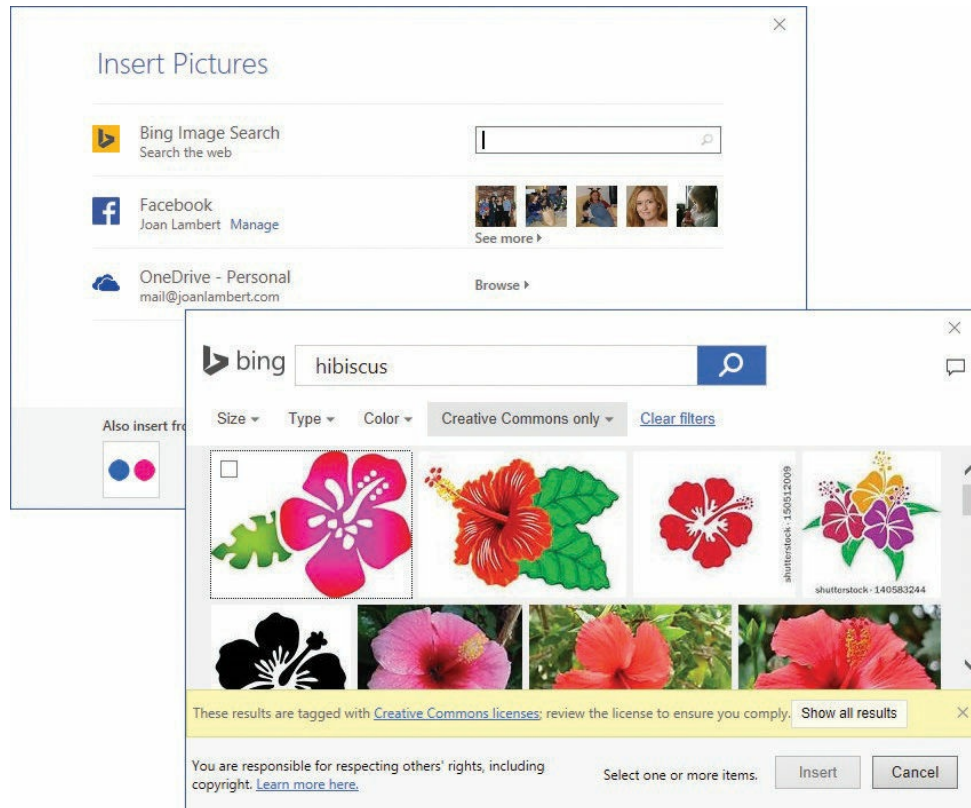 Insert Pictures
Bing Image Search
Search the web
Facebook
Joan Lambert Manage
See more
OneDrive - Personal
mail@joanlambert.com
Browse
Also insert
bing
hibiscus
Size Type Color Creative Commons only Clear filters
shutterstock · 150512009
shutterstock · 140583244
These results are tagged with Creative Commons licenses; review the license to ensure you comply. Show all results
You are responsible for respecting others' rights, including
copyright. Learn more here.
Select one or more items. Insert Cancel